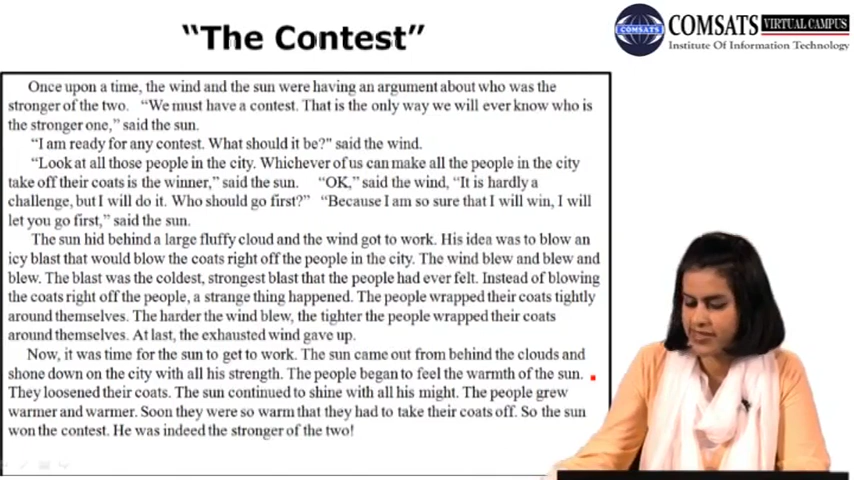 “The Contest”
COMSATS VIRTUAL CAMPUS
COMSATS
Institute Of Information Technology
Once upon a time, the wind and the sun were having an argument about who was the
stronger of the two. “We must have a contest. That is the only way we will ever know who is
the stronger one,” said the sun.
“I am ready for any contest. What should it be?” said the wind.
“Look at all those people in the city. Whichever of us can make all the people in the city
take off their coats is the winner,” said the sun. “OK,” said the wind, “It is hardly a
challenge, but I will do it. Who should go first?” “Because I am so sure that I will win, I will
let you go first,” said the sun.
The sun hid behind a large fluffy cloud and the wind got to work. His idea was to blow an
icy blast that would blow the coats right off the people in the city. The wind blew and blew and
blew. The blast was the coldest, strongest blast that the people had ever felt. Instead of blowing
the coats right off the people, a strange thing happened. The people wrapped their coats tightly
around themselves. The harder the wind blew, the tighter the people wrapped their coats
around themselves. At last, the exhausted wind gave up.
Now, it was time for the sun to get to work. The sun came out from behind the clouds and
shone down on the city with all his strength. The people began to feel the warmth of the sun.
They loosened their coats. The sun continued to shine with all his might. The people grew
warmer and warmer. Soon they were so warm that they had to take their coats off. So the sun
won the contest. He was indeed the stronger of the two!